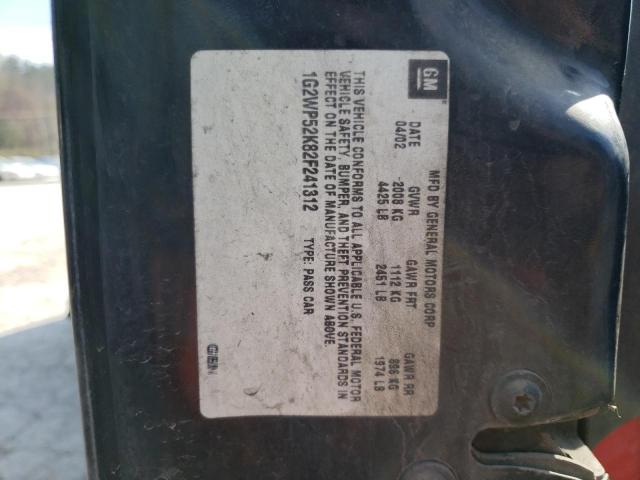 GM
MFD BY GENERAL MOTORS CORP
DATE GVWR GAWR FRT GAWR RR
04/02 2008 KG 1112 KG 896 KG
4425 LB 2451 LB 1974 LB
THIS VEHICLE CONFORMS TO ALL APPLICABLE U.S. FEDERAL MOTOR
VEHICLE SAFETY, BUMPER, AND THEFT PREVENTION STANDARDS IN
EFFECT ON THE DATE OF MANUFACTURE SHOWN ABOVE
1G2WP52K82F241312 TYPE: PASS CAR